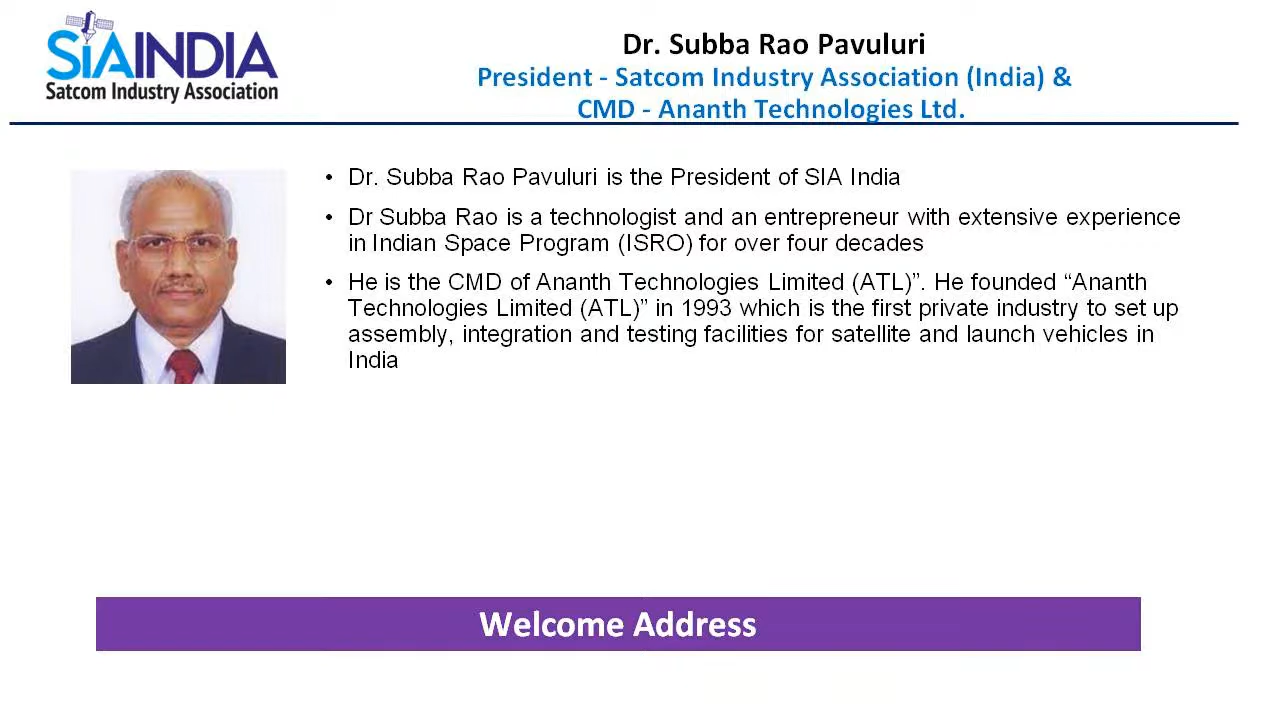 SiAINDIA
Satcom Industry Association
Dr. Subba Rao Pavuluri
President - Satcom Industry Association (India) &
CMD - Ananth Technologies Ltd.
• Dr. Subba Rao Pavuluri is the President of SIA India
• Dr Subba Rao is a technologist and an entrepreneur with extensive experience
in Indian Space Program (ISRO) for over four decades
• He is the CMD of Ananth Technologies Limited (ATL)”. He founded “Ananth
Technologies Limited (ATL)” in 1993 which is the first private industry to set up
assembly, integration and testing facilities for satellite and launch vehicles in
India
Welcome Address